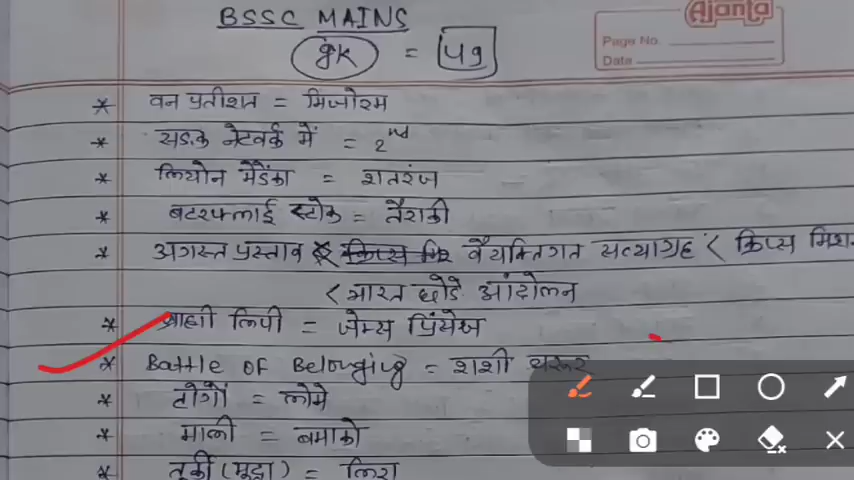 BSSC MAINS
Ajanta
gk = 49
Page No.
Date
* वन प्रतीशत = मिजोरम
* सड़क नेटवर्क में = 2nd
* लियोन मेंडेंका = शतरंज
* बटरफ्लाई स्टोक = तैराकी
* अगस्त प्रस्ताव वैयक्तिगत सत्याग्रह < क्रिप्स मिशन
< भारत छोडे आंदोलन
* ब्राह्मी लिपी = जेम्स प्रिंसेज
* Battle of Belonging = शशी थरूर
* टोगों = लोमे
* माली = बमाको
* तुर्की (मुद्रा) = लिरा